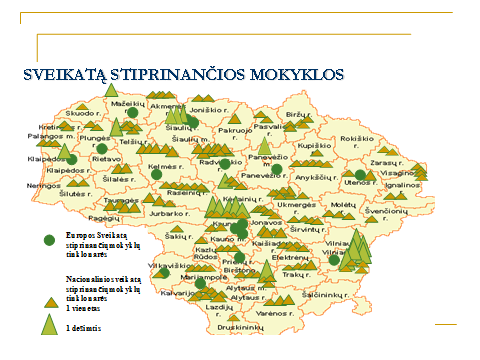 SVEIKATĄ STIPRINANČIOS MOKYKLOS
Mažeikių r.
Akmenės r.
Joniškio r.
Skuodo r.
Biržų r.
Kretingos r.
Palangos m.
Plungės r.
Telšių r.
Šiaulių r.
Šiaulių m.
Pakruojo r.
Pasvalio r.
Kupiškio r.
Rokiškio r.
Klaipėdos m.
Klaipėdos r.
Rietavo
Kelmės r.
Radviliškio r.
Panevėžio m.
Panevėžio r.
Anykščių r.
Zarasų r.
Visagino
Utenos r.
Ignalinos r.
Neringos
Šilutės r.
Šilalės r.
Tauragės r.
Raseinių r.
Kėdainių r.
Ukmergės r.
Molėtų r.
Švenčionių r.
Pagėgių
Jurbarko r.
Jonavos r.
Širvintų r.
Šakių r.
Kauno m.
Kazlų Rūdos
Kaišiadorių r.
Elektrėnų
Vilniaus m.
Vilniaus r.
Vilkaviškio r.
Marijampolė
Prienų r.
Birštono
Trakų r.
Kalvarijos
Alytaus m.
Alytaus r.
Šalčininkų r.
Lazdijų r.
Varėnos r.
Druskininkų
Europos Sveikatą
stiprinančių mokyklų
tinklo narės
Nacionalinio sveikatą
stiprinančių mokyklų
tinklo narės
1 vienetas
1 dešimtis